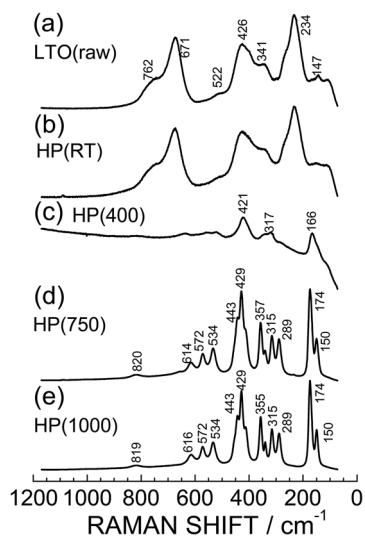 (a)
LTO(raw)
762
671
522
426
341
234
147
(b)
HP(RT)
(c) HP(400)
421
317
166
(d)
HP(750)
820
614
572
534
443
429
357
315
289
174
150
(e)
HP(1000)
819
616
572
534
443
429
355
315
289
174
150
1200 1000 800 600 400 200 0
RAMAN SHIFT / cm-1